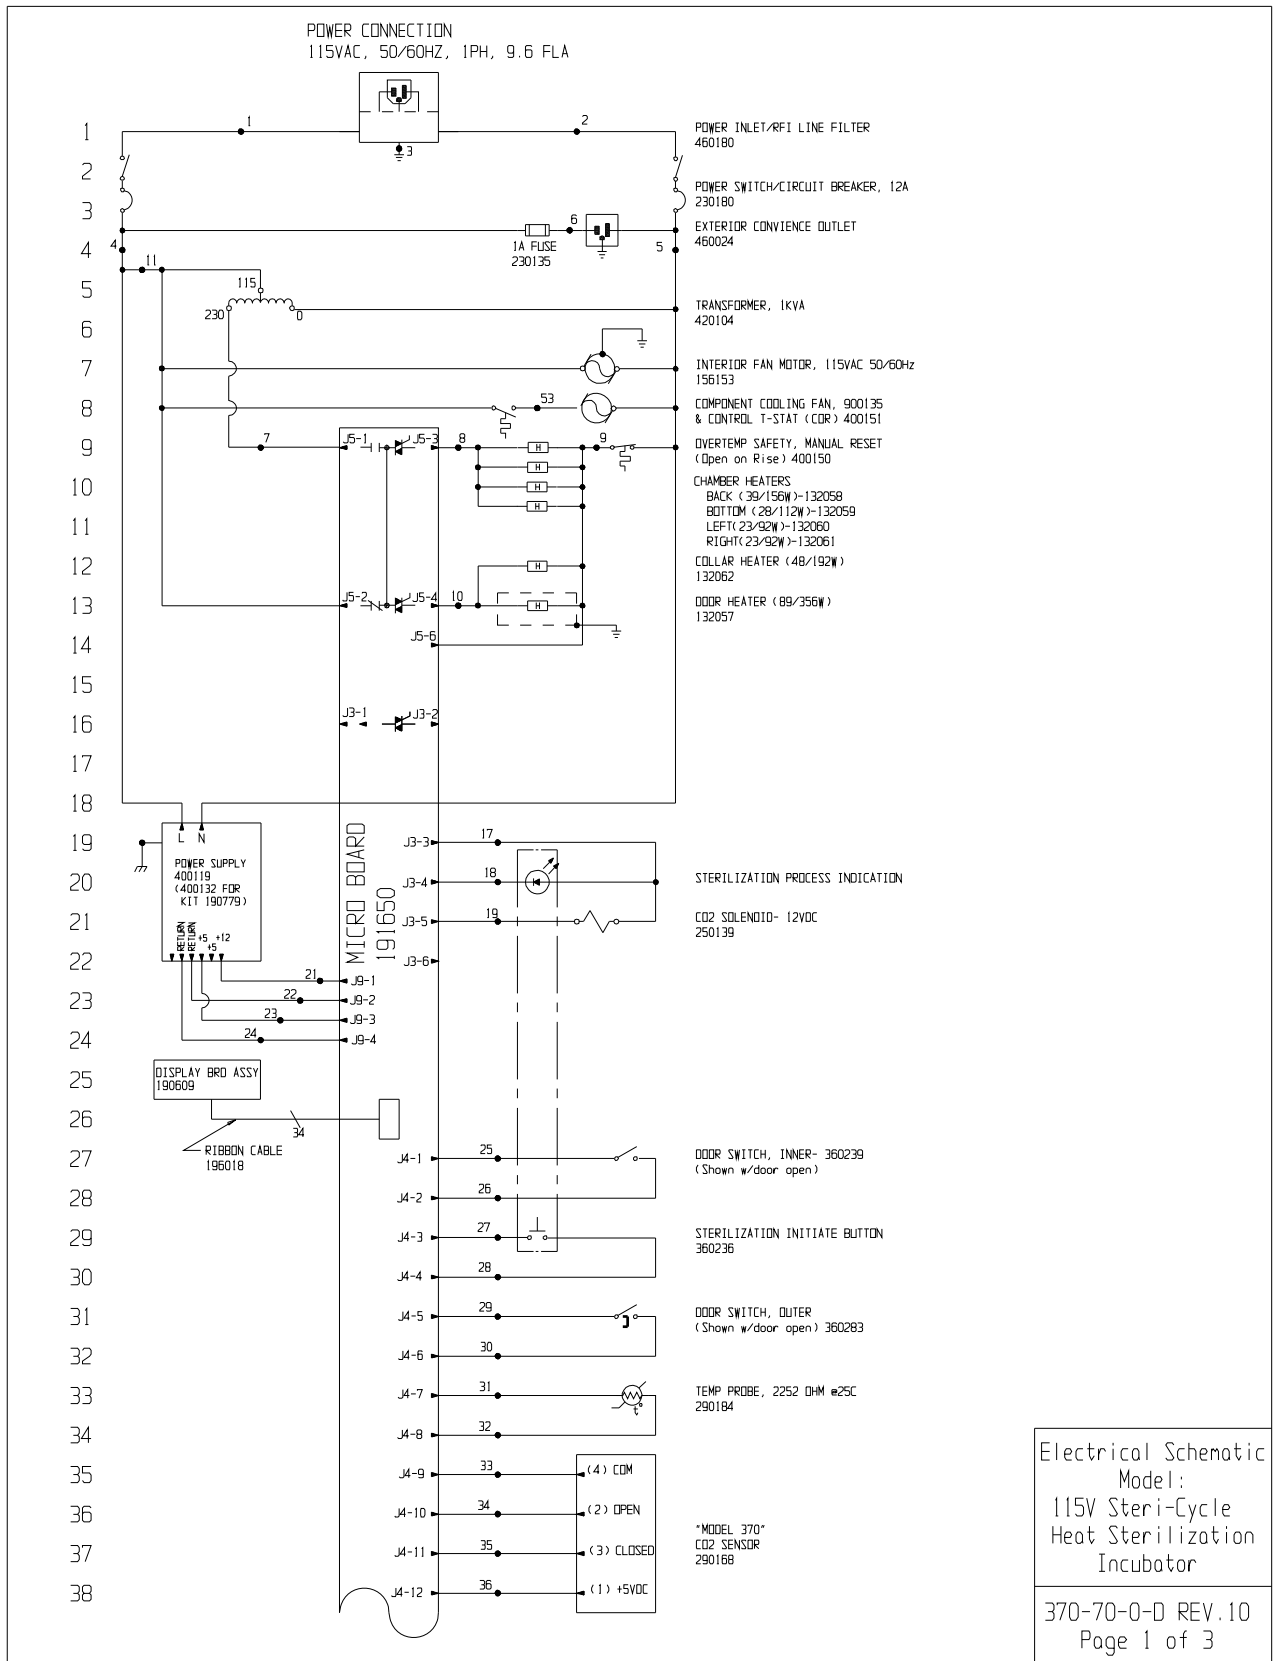 POWER CONNECTION
115VAC, 50/60HZ, 1PH, 9.6 FLA
1
1
2
POWER INLET/RFI LINE FILTER
460180
3
2
POWER SWITCH/CIRCUIT BREAKER, 12A
230180
3
6
EXTERIOR CONVIENCE OUTLET
460024
4
4
1A FUSE
230135
5
11
5
115
230
0
TRANSFORMER, 1KVA
420104
6
7
INTERIOR FAN MOTOR, 115VAC 50/60Hz
156153
8
53
COMPONENT COOLING FAN, 900135
& CONTROL T-STAT (COR) 400151
9
7
J5-1
J5-3
8
H
9
OVERTEMP SAFETY, MANUAL RESET
(Open on Rise) 400150
H
10
H
CHAMBER HEATERS
BACK (39/156W)-132058
BOTTOM (28/112W)-132059
LEFT(23/92W)-132060
RIGHT(23/92W)-132061
H
11
12
H
COLLAR HEATER (48/192W)
132062
13
J5-2
J5-4
10
H
DOOR HEATER (89/356W)
132057
14
J5-6
15
16
J3-1
J3-2
17
18
19
L N
POWER SUPPLY
400119
(400132 FOR
KIT 190779)
RETURN
RETURN
+5
+5
+12
MICRO BOARD
191650
J3-3
17
20
J3-4
18
STERILIZATION PROCESS INDICATION
21
J3-5
19
CO2 SOLENOID- 12VDC
250139
22
J3-6
21
J9-1
23
22
J9-2
23
J9-3
24
24
J9-4
25
DISPLAY BRD ASSY
190609
26
34
RIBBON CABLE
196018
27
J4-1
25
DOOR SWITCH, INNER- 360239
(Shown w/door open)
28
J4-2
26
29
J4-3
27
STERILIZATION INITIATE BUTTON
360236
30
J4-4
28
31
J4-5
29
DOOR SWITCH, OUTER
(Shown w/door open) 360283
32
J4-6
30
33
J4-7
31
t°
TEMP PROBE, 2252 OHM @25C
290184
34
J4-8
32
35
J4-9
33
(4) COM
36
J4-10
34
(2) OPEN
37
J4-11
35
(3) CLOSED
"MODEL 370"
CO2 SENSOR
290168
38
J4-12
36
(1) +5VDC
Electrical Schematic
Model:
115V Steri-Cycle
Heat Sterilization
Incubator
370-70-0-D REV.10
Page 1 of 3